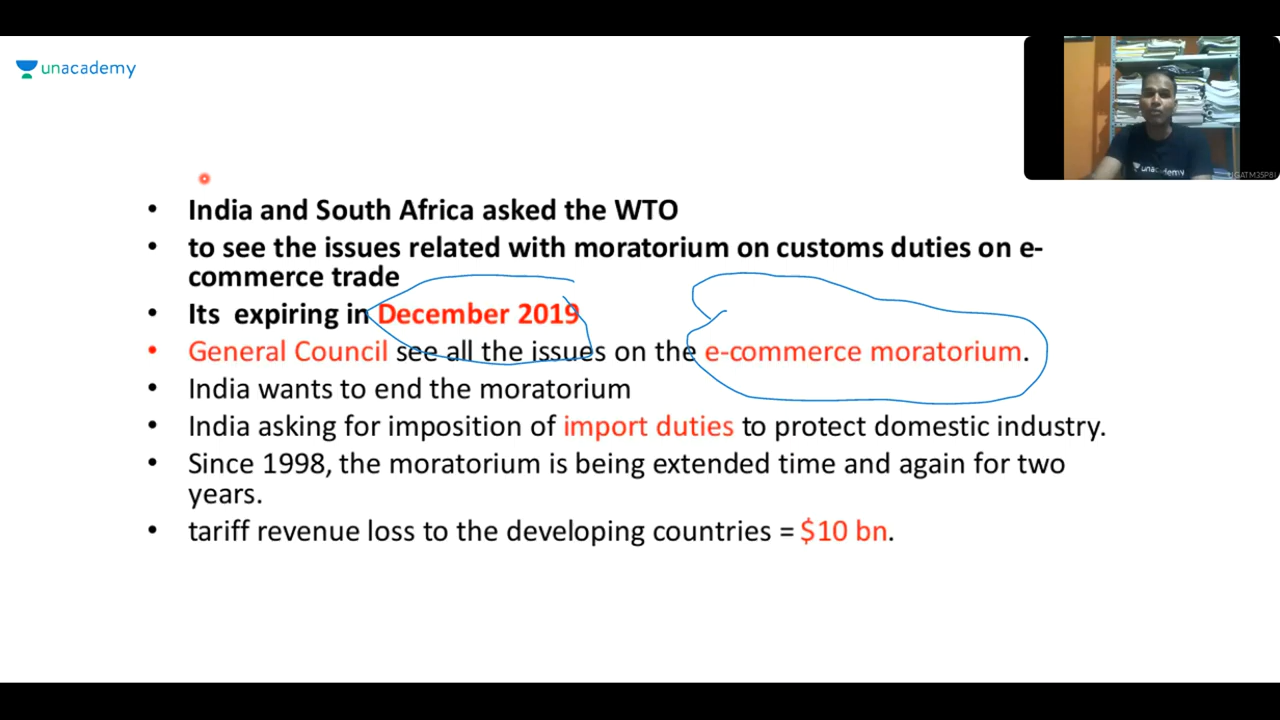 unacademy
India and South Africa asked the WTO
to see the issues related with moratorium on customs duties on e-
commerce trade
Its expiring in December 2019
General Council see all the issues on the e-commerce moratorium.
India wants to end the moratorium
India asking for imposition of import duties to protect domestic industry.
Since 1998, the moratorium is being extended time and again for two
years.
tariff revenue loss to the developing countries = $10 bn.
unacademy